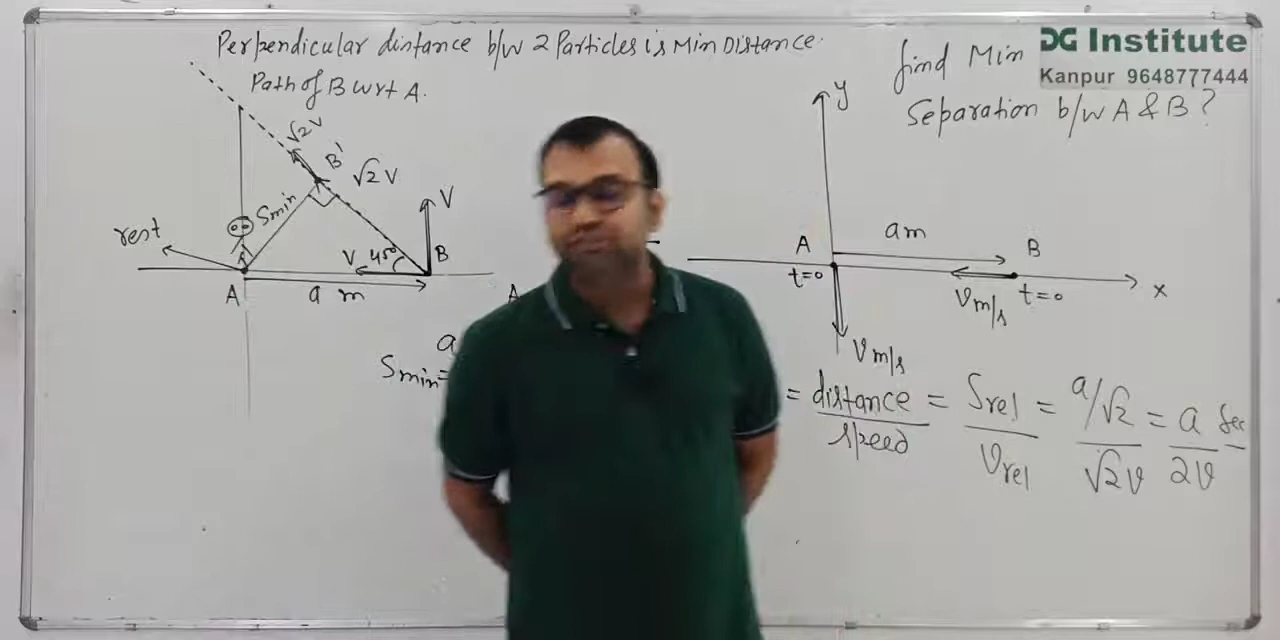 Perpendicular distance b/w 2 Particles is Min Distance.
Path of B wrt A.
√2 V
B'
√2 V
Smin
V
rest
V
45°
B
A
a m
a
Smin=
find Min
Separation b/w A & B?
DG Institute
Kanpur 9648777444
y
A
t=0
a m
B
V m/s
t=0
x
V m/s
= distance/speed = Srel/Vrel = a/√2/√2V = a/2V Sec